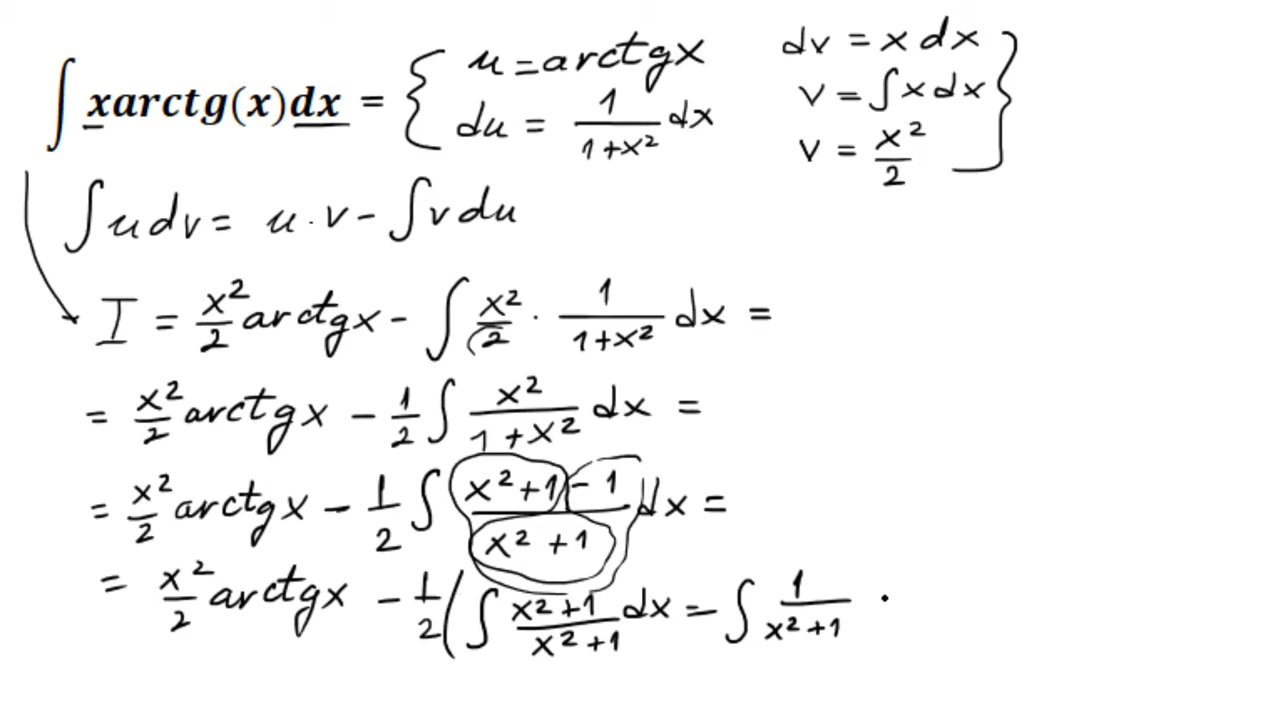 ∫ xarctg(x)dx = { u = arctgx dv = x dx
du = 1/(1+x²) dx v = ∫ x dx
v = x²/2 }
∫ u dv = u · v - ∫ v du
I = x²/2 arctgx - ∫ x²/2 · 1/(1+x²) dx =
= x²/2 arctgx - 1/2 ∫ x²/(1+x²) dx =
= x²/2 arctgx - 1/2 ∫ (x²+1-1)/(x²+1) dx =
= x²/2 arctgx - 1/2 ( ∫ (x²+1)/(x²+1) dx - ∫ 1/(x²+1)